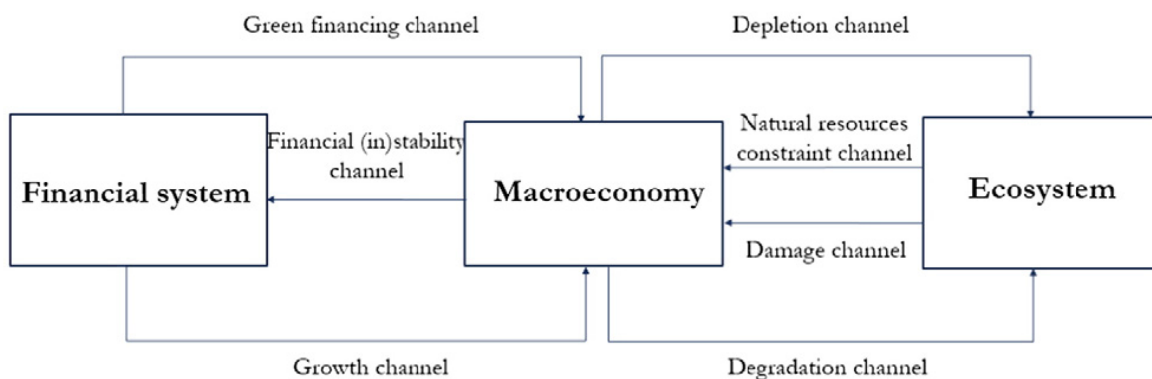 Green financing channel
Depletion channel
Financial (in)stability
channel
Natural resources
constraint channel
Financial system
Macroeconomy
Ecosystem
Damage channel
Growth channel
Degradation channel